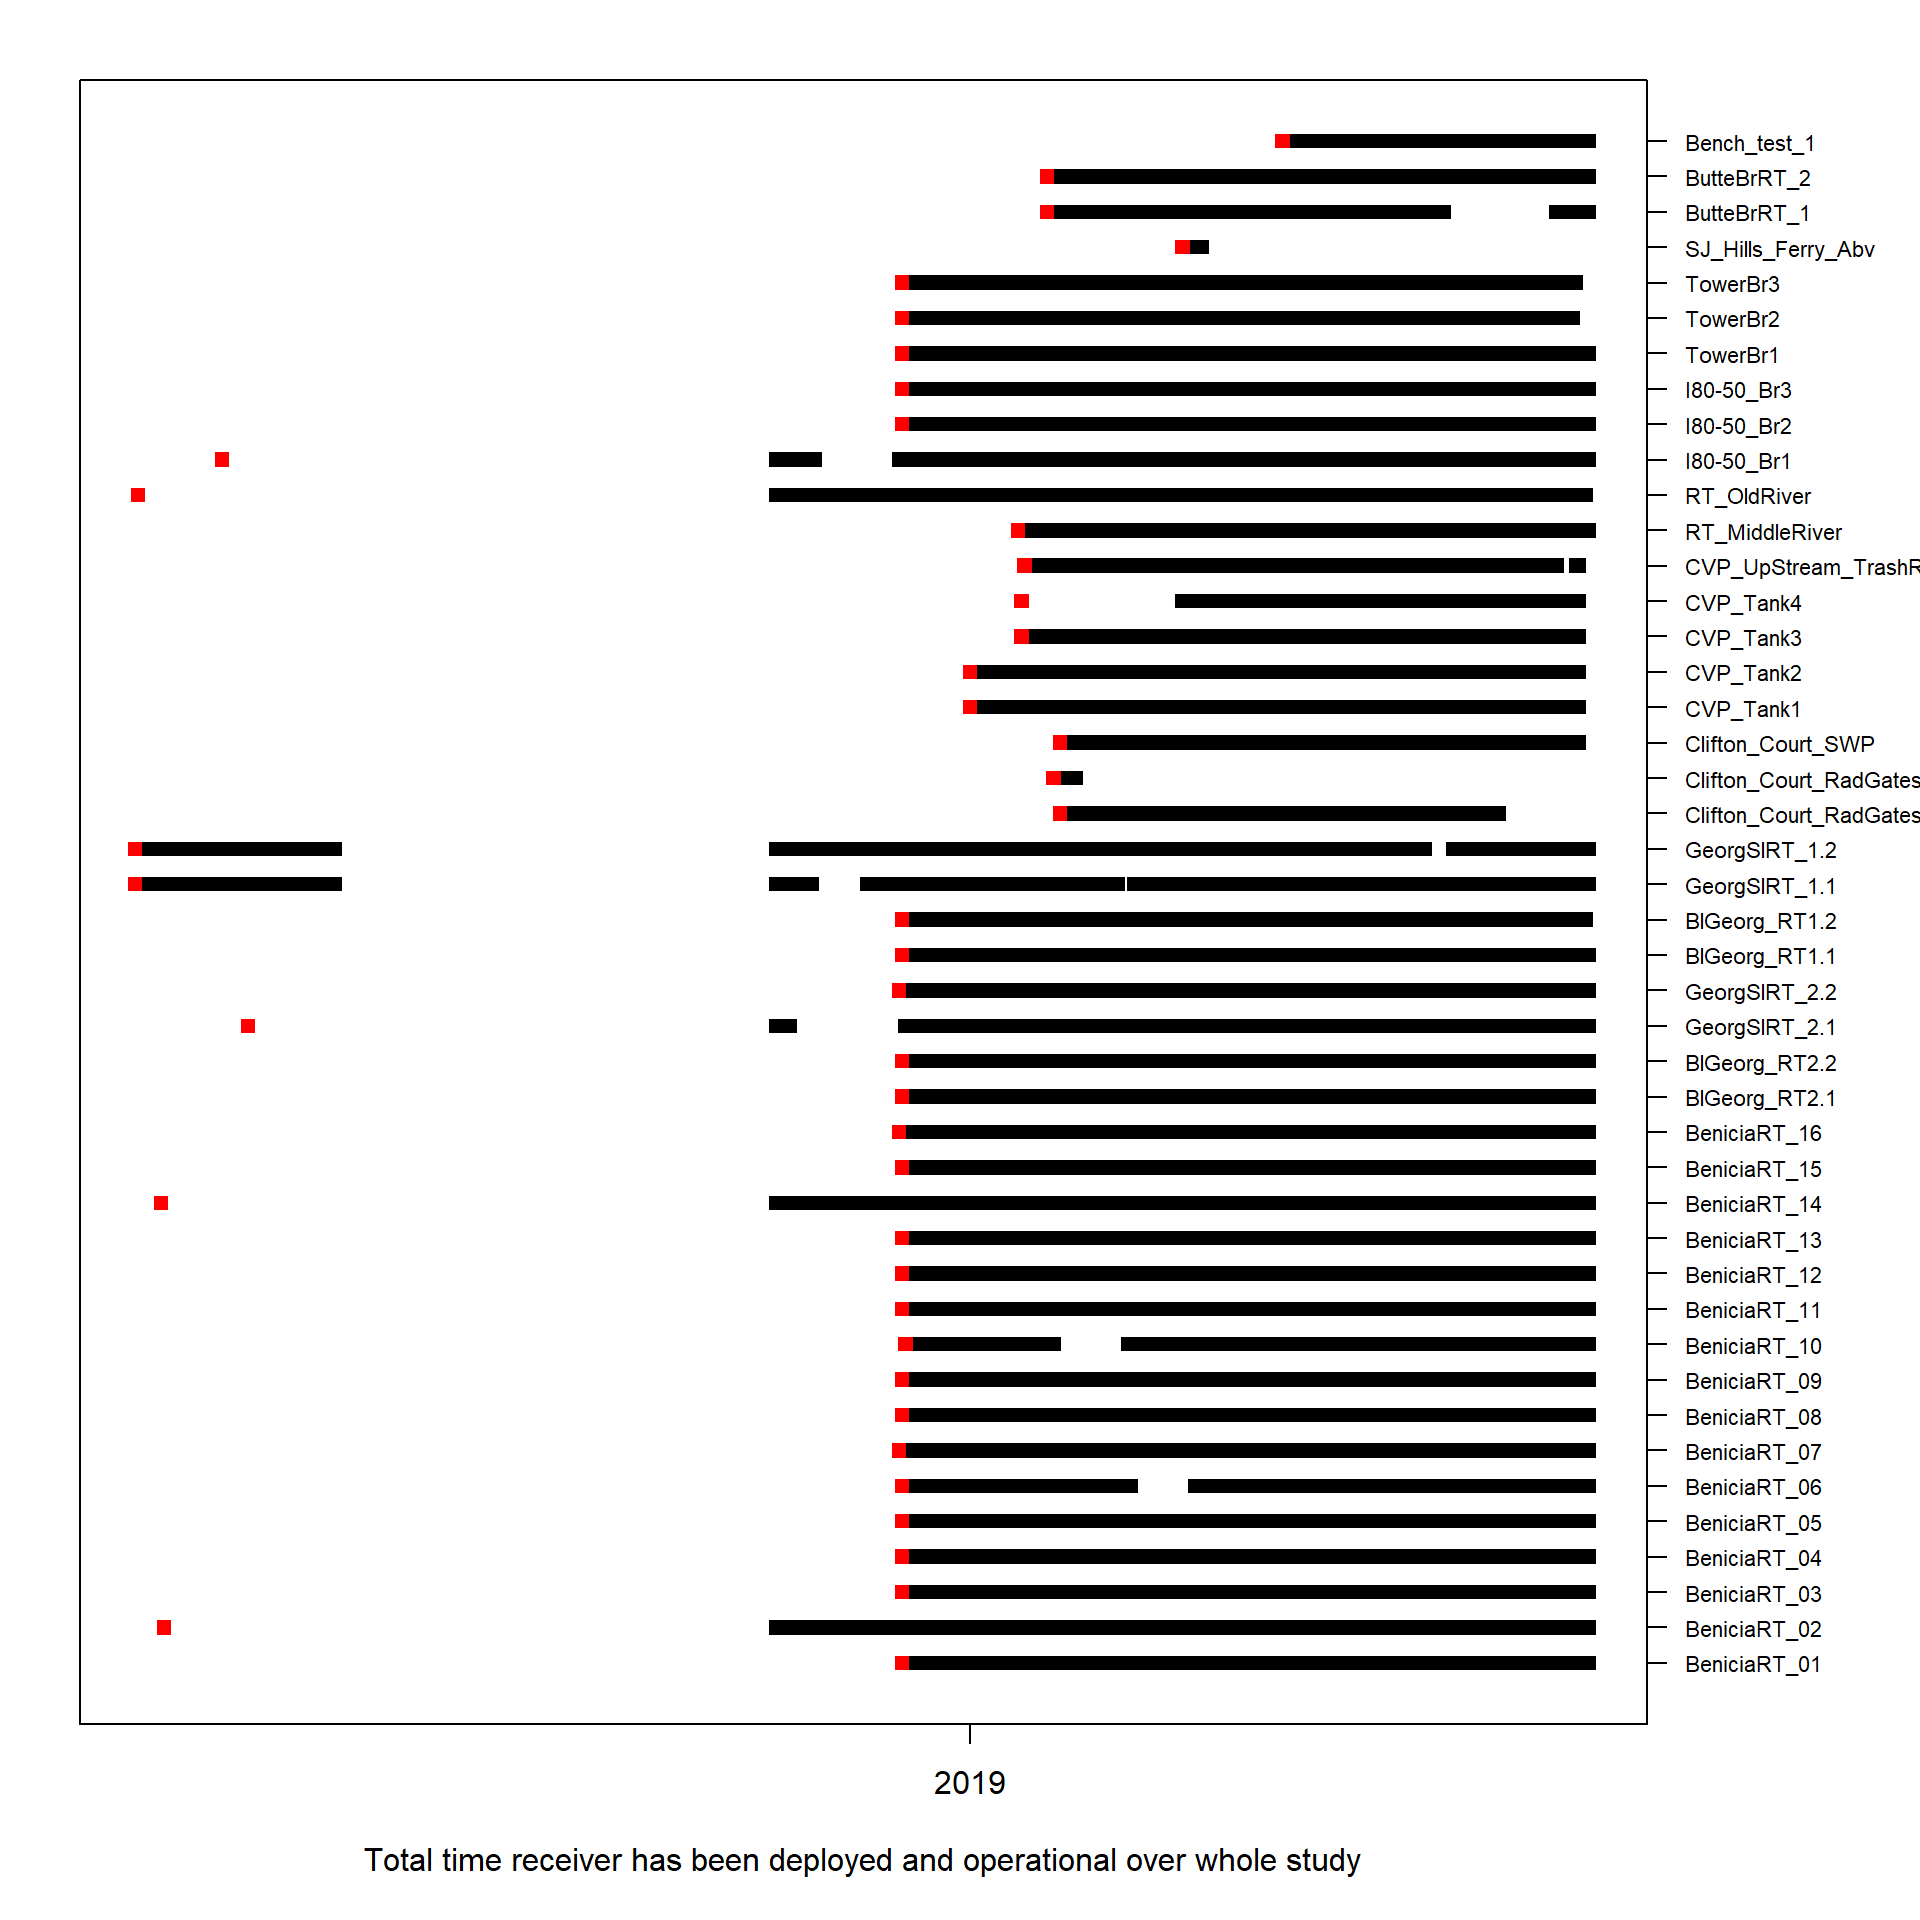 Bench_test_1
ButteBrRT_2
ButteBrRT_1
SJ_Hills_Ferry_Abv
TowerBr3
TowerBr2
TowerBr1
I80-50_Br3
I80-50_Br2
I80-50_Br1
RT_OldRiver
RT_MiddleRiver
CVP_UpStream_TrashR
CVP_Tank4
CVP_Tank3
CVP_Tank2
CVP_Tank1
Clifton_Court_SWP
Clifton_Court_RadGates
Clifton_Court_RadGates
GeorgSlRT_1.2
GeorgSlRT_1.1
BlGeorg_RT1.2
BlGeorg_RT1.1
GeorgSlRT_2.2
GeorgSlRT_2.1
BlGeorg_RT2.2
BlGeorg_RT2.1
BeniciaRT_16
BeniciaRT_15
BeniciaRT_14
BeniciaRT_13
BeniciaRT_12
BeniciaRT_11
BeniciaRT_10
BeniciaRT_09
BeniciaRT_08
BeniciaRT_07
BeniciaRT_06
BeniciaRT_05
BeniciaRT_04
BeniciaRT_03
BeniciaRT_02
BeniciaRT_01
2019
Total time receiver has been deployed and operational over whole study